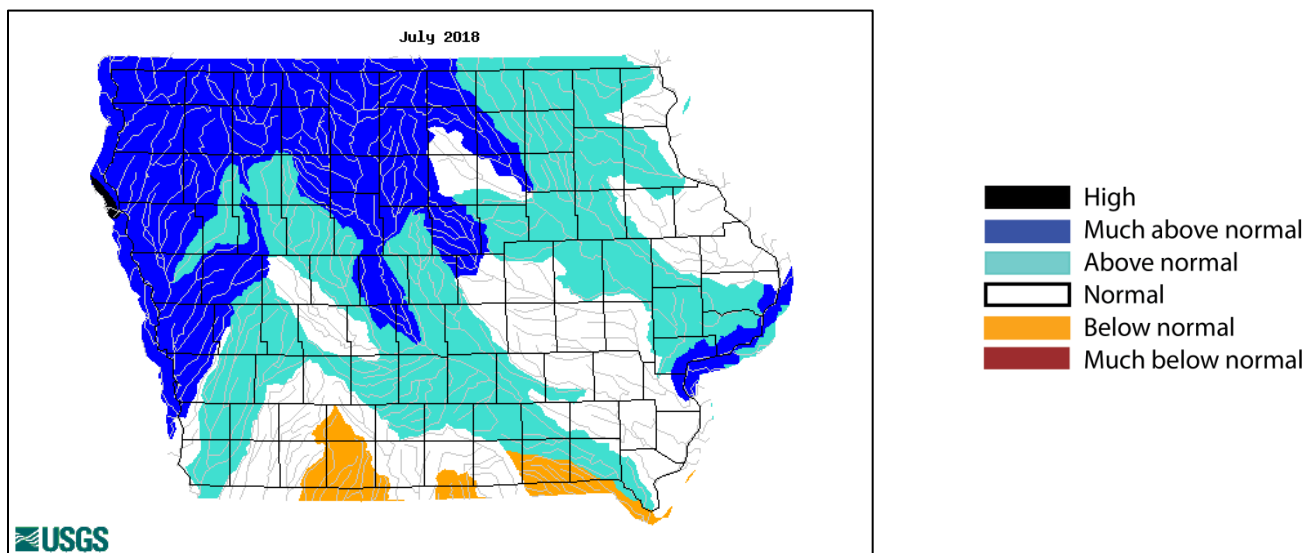 July 2018
High
Much above normal
Above normal
Normal
Below normal
Much below normal
USGS